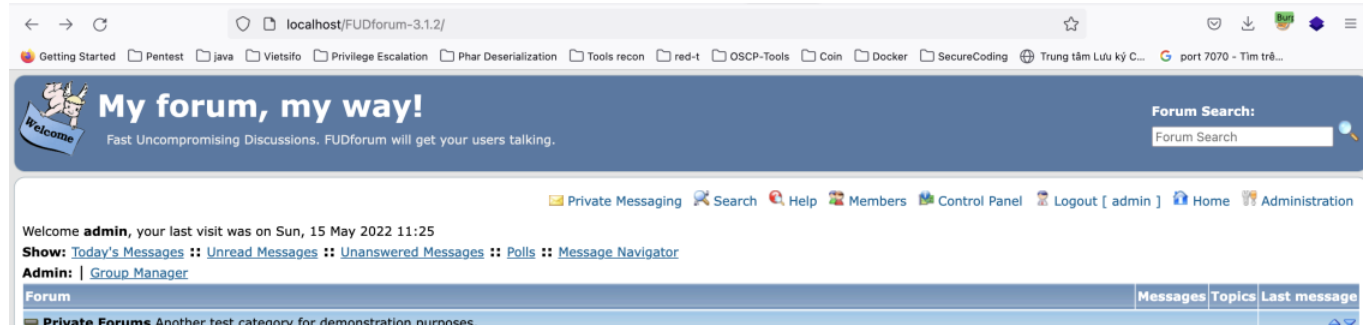 localhost/FUDforum-3.1.2/
Burp
Getting Started Pentest java Vietsifo Privilege Escalation Phar Deserialization Tools recon red-t OSCP-Tools Coin Docker SecureCoding Trung tâm Lưu ký C... port 7070 - Tìm trê...
Welcome
My forum, my way!
Fast Uncompromising Discussions. FUDforum will get your users talking.
Forum Search:
Forum Search
Private Messaging Search Help Members Control Panel Logout [ admin ] Home Administration
Welcome admin, your last visit was on Sun, 15 May 2022 11:25
Show: Today's Messages :: Unread Messages :: Unanswered Messages :: Polls :: Message Navigator
Admin: | Group Manager
Forum Messages Topics Last message
Private Forums Another test category for demonstration purposes